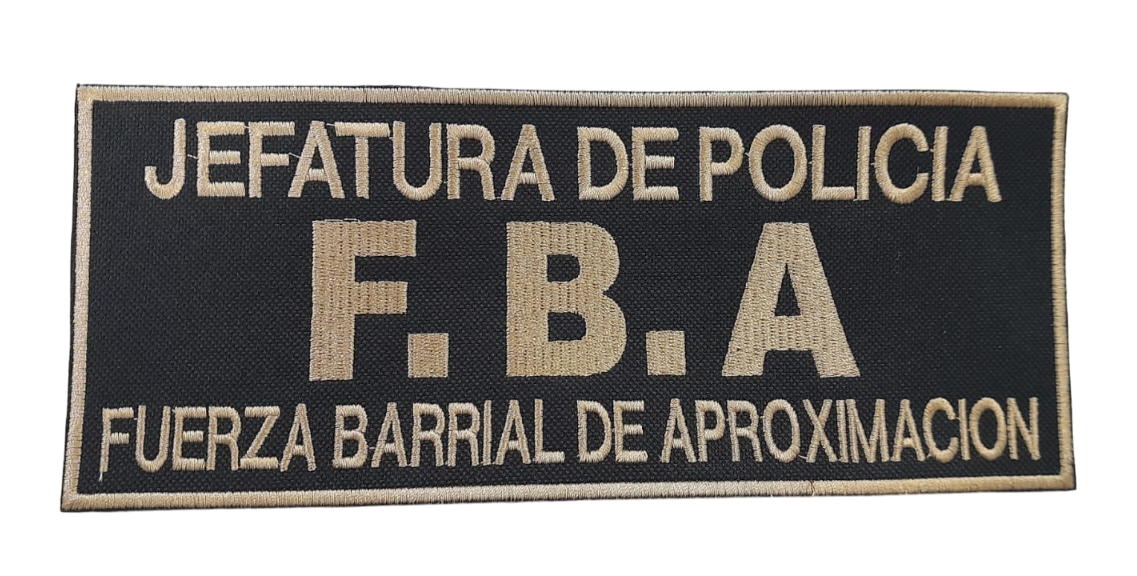 JEFATURA DE POLICIA
F.B.A
FUERZA BARRIAL DE APROXIMACION